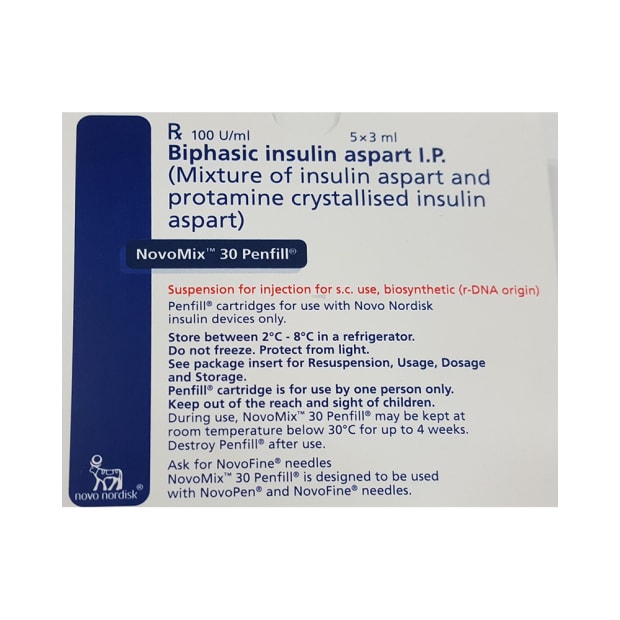 Rx 100 U/ml 5×3 ml
Biphasic insulin aspart I.P.
(Mixture of insulin aspart and
protamine crystallised insulin
aspart)
NovoMix™ 30 Penfill®
Suspension for injection for s.c. use, biosynthetic (r-DNA origin)
Penfill® cartridges for use with Novo Nordisk
insulin devices only.
Store between 2°C - 8°C in a refrigerator.
Do not freeze. Protect from light.
See package insert for Resuspension, Usage, Dosage
and Storage.
Penfill® cartridge is for use by one person only.
Keep out of the reach and sight of children.
During use, NovoMix™ 30 Penfill® may be kept at
room temperature below 30°C for up to 4 weeks.
Destroy Penfill® after use.
Ask for NovoFine® needles
NovoMix™ 30 Penfill® is designed to be used
with NovoPen® and NovoFine® needles.
novo nordisk®